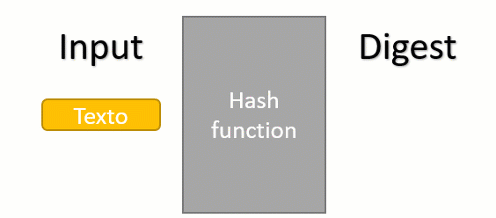 Input
Digest
Texto
Hash
function